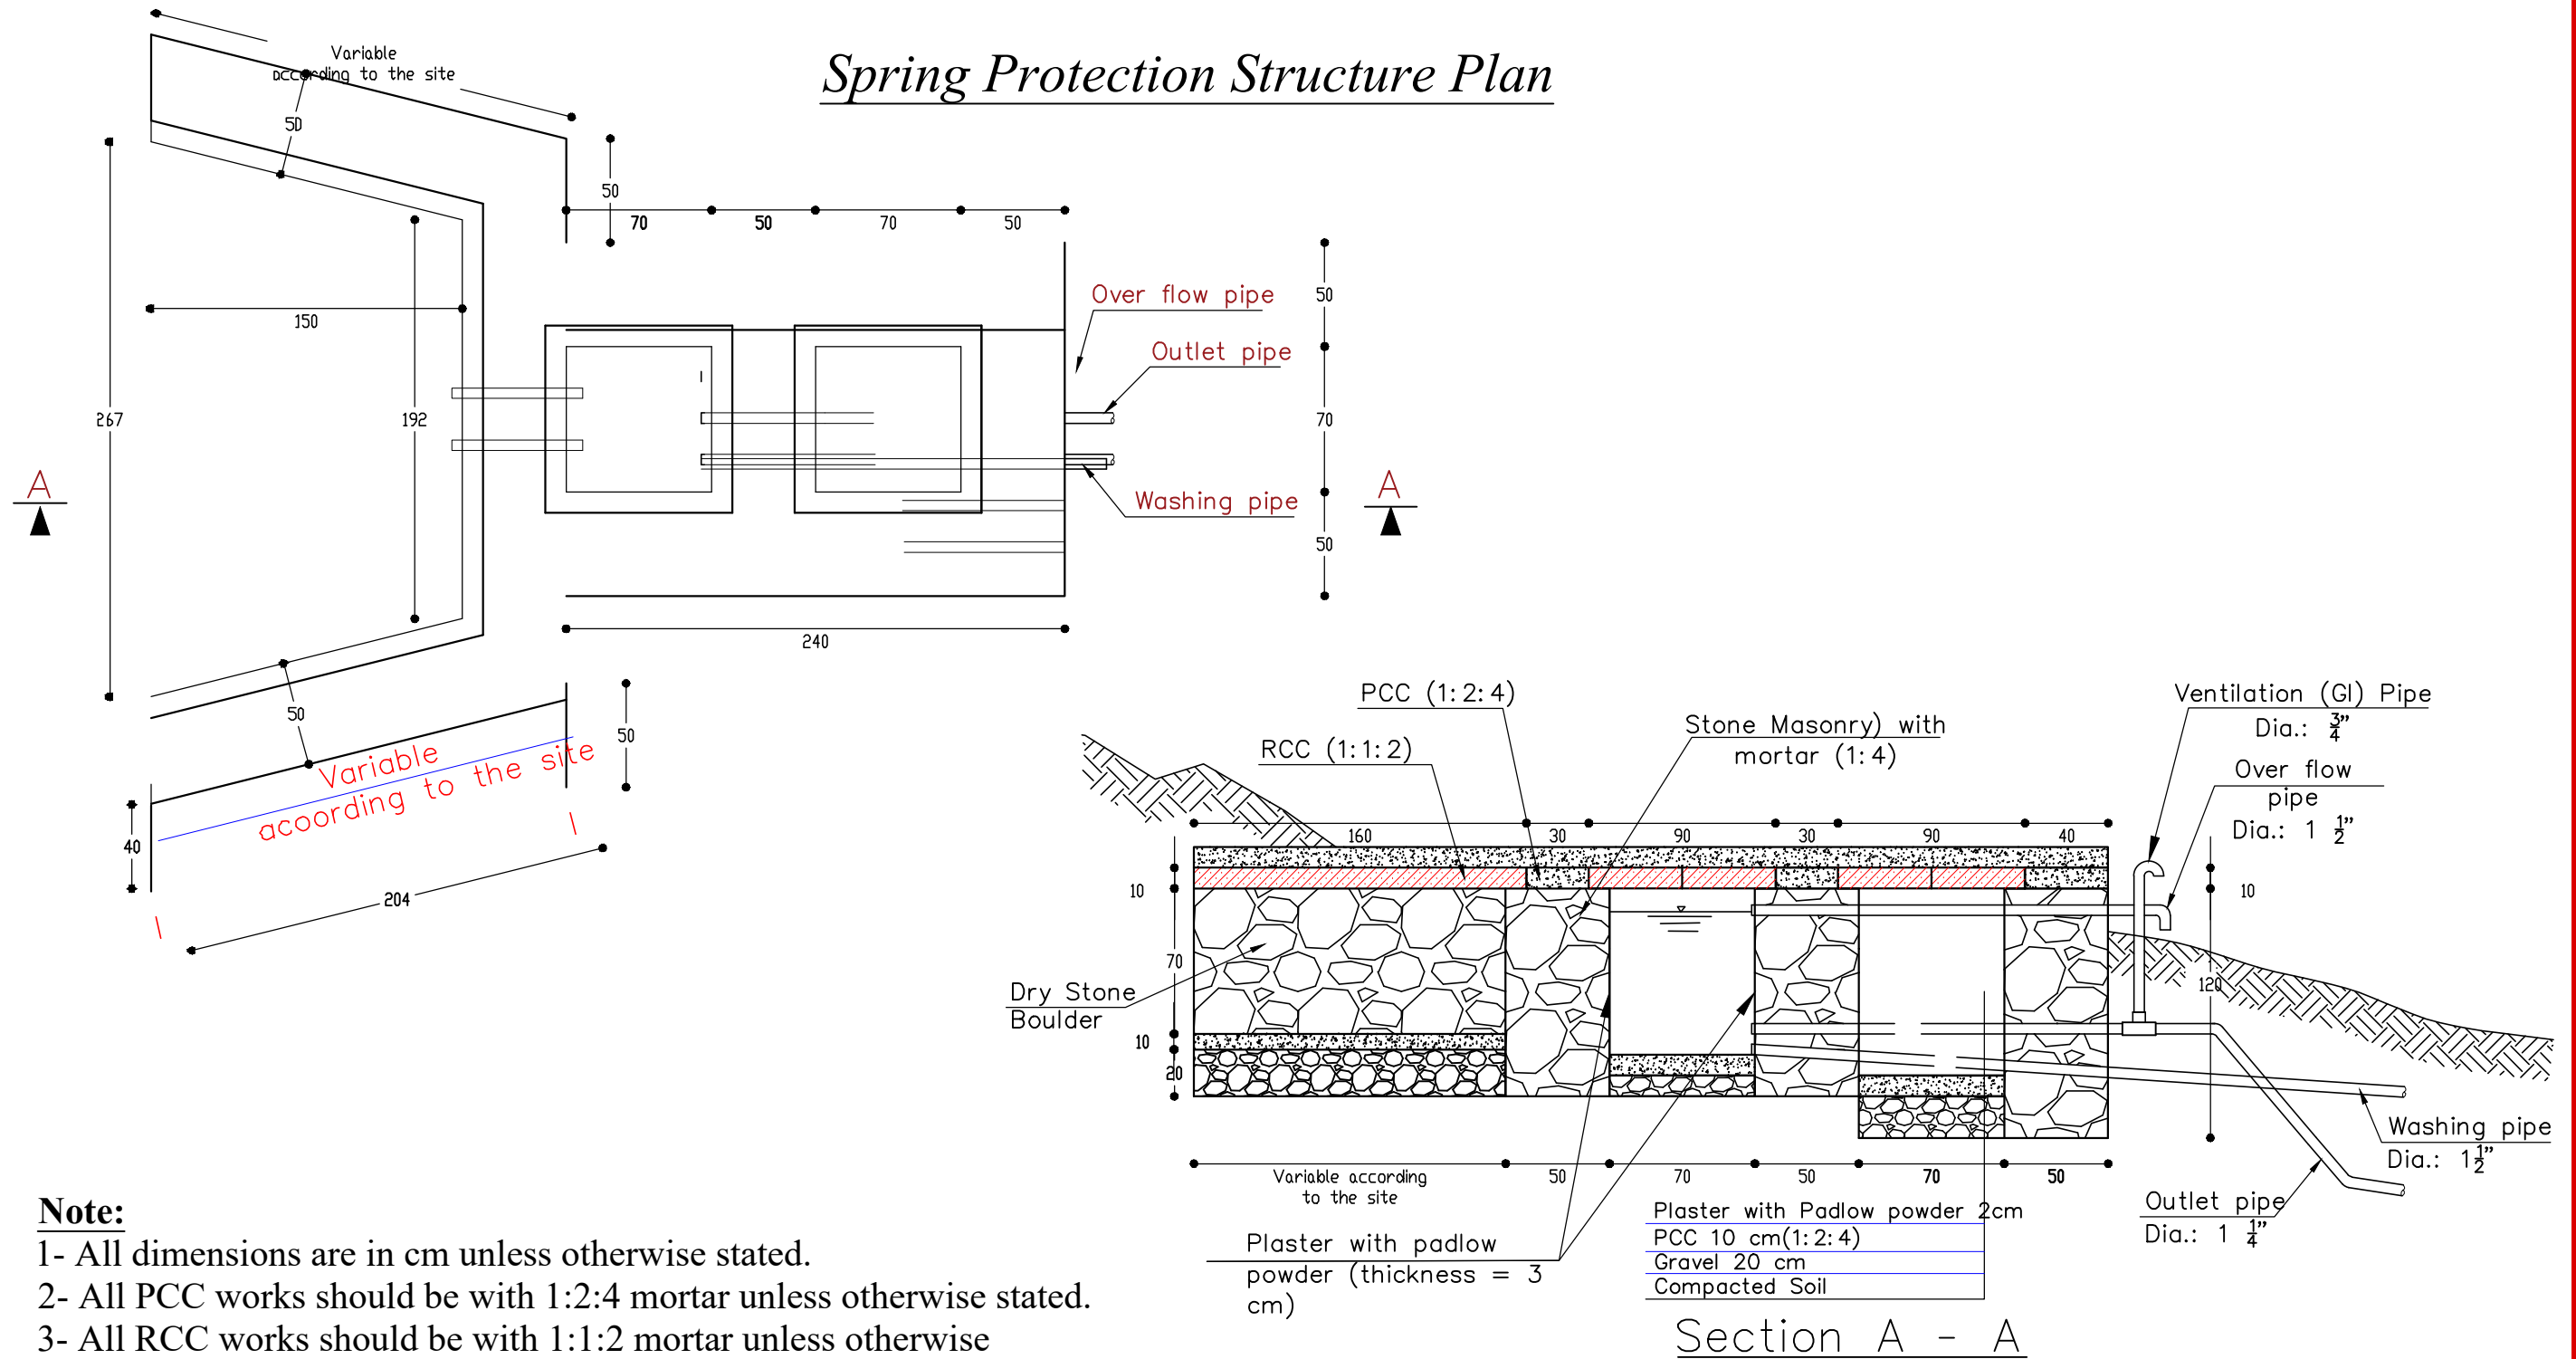 Spring Protection Structure Plan
Variable
according to the site
5D
50
70
50
70
50
150
267
192
Over flow pipe
Outlet pipe
Washing pipe
50
70
50
A
A
240
50
50
Variable
acoording to the site
40
204
PCC (1:2:4)
RCC (1:1:2)
Stone Masonry) with
mortar (1:4)
Ventilation (GI) Pipe
Dia.: 3/4"
Over flow
pipe
Dia.: 1 1/2"
160
30
90
30
90
40
10
70
10
20
10
120
Dry Stone
Boulder
Washing pipe
Dia.: 1 1/2"
Outlet pipe
Dia.: 1 1/4"
Variable according
to the site
50
70
50
70
50
Plaster with padlow
powder (thickness = 3
cm)
Plaster with Padlow powder 2cm
PCC 10 cm(1:2:4)
Gravel 20 cm
Compacted Soil
Section A - A
Note:
1- All dimensions are in cm unless otherwise stated.
2- All PCC works should be with 1:2:4 mortar unless otherwise stated.
3- All RCC works should be with 1:1:2 mortar unless otherwise